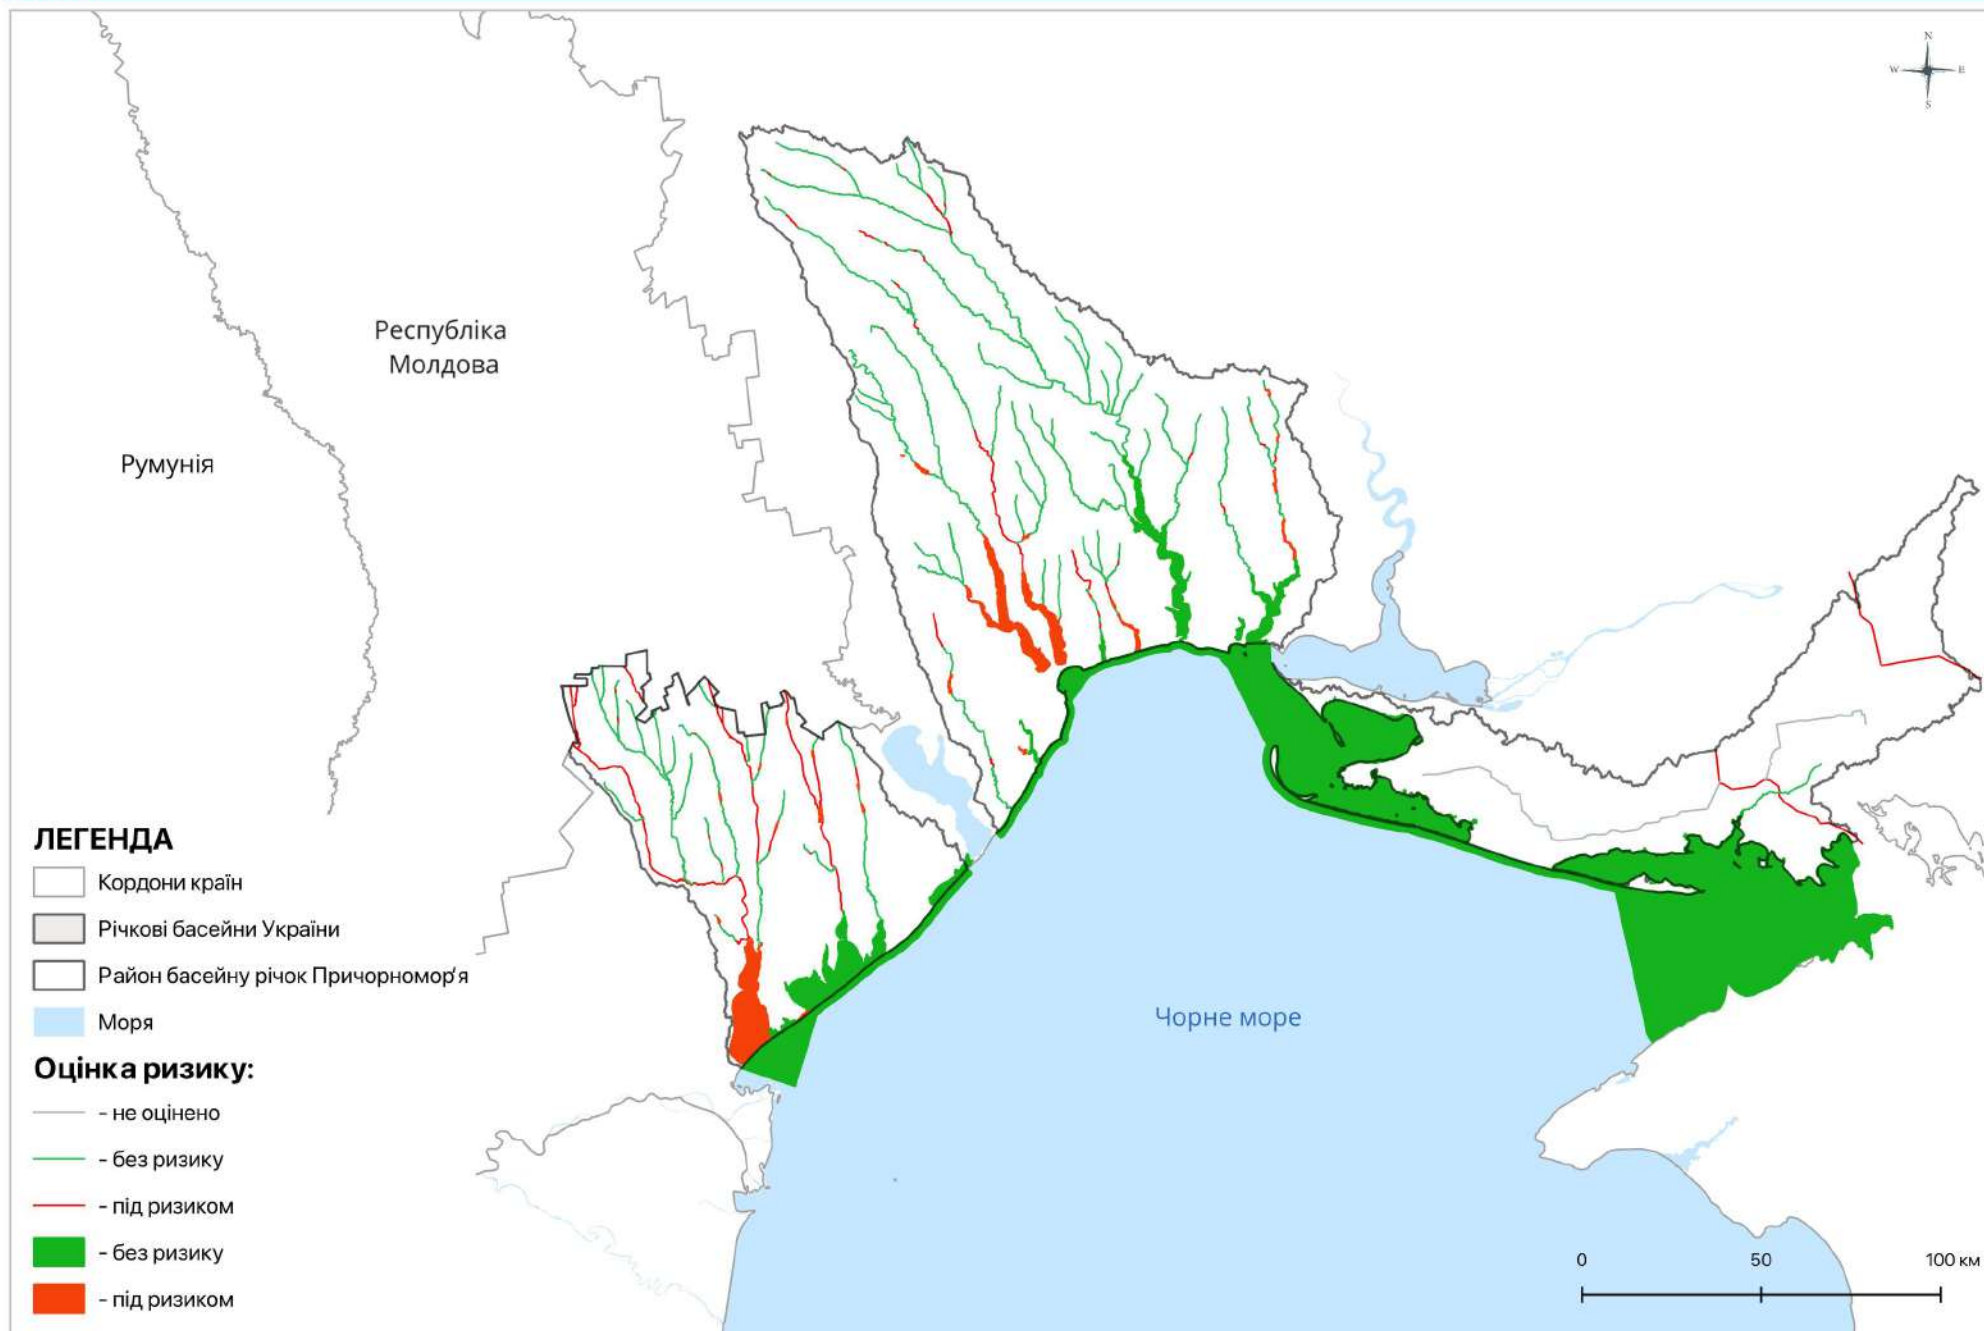 N
W E
S
Республіка
Молдова
Румунія
Чорне море
ЛЕГЕНДА
Кордони країн
Річкові басейни України
Район басейну річок Причорномор'я
Моря
Оцінка ризику:
- не оцінено
- без ризику
- під ризиком
- без ризику
- під ризиком
0 50 100 км